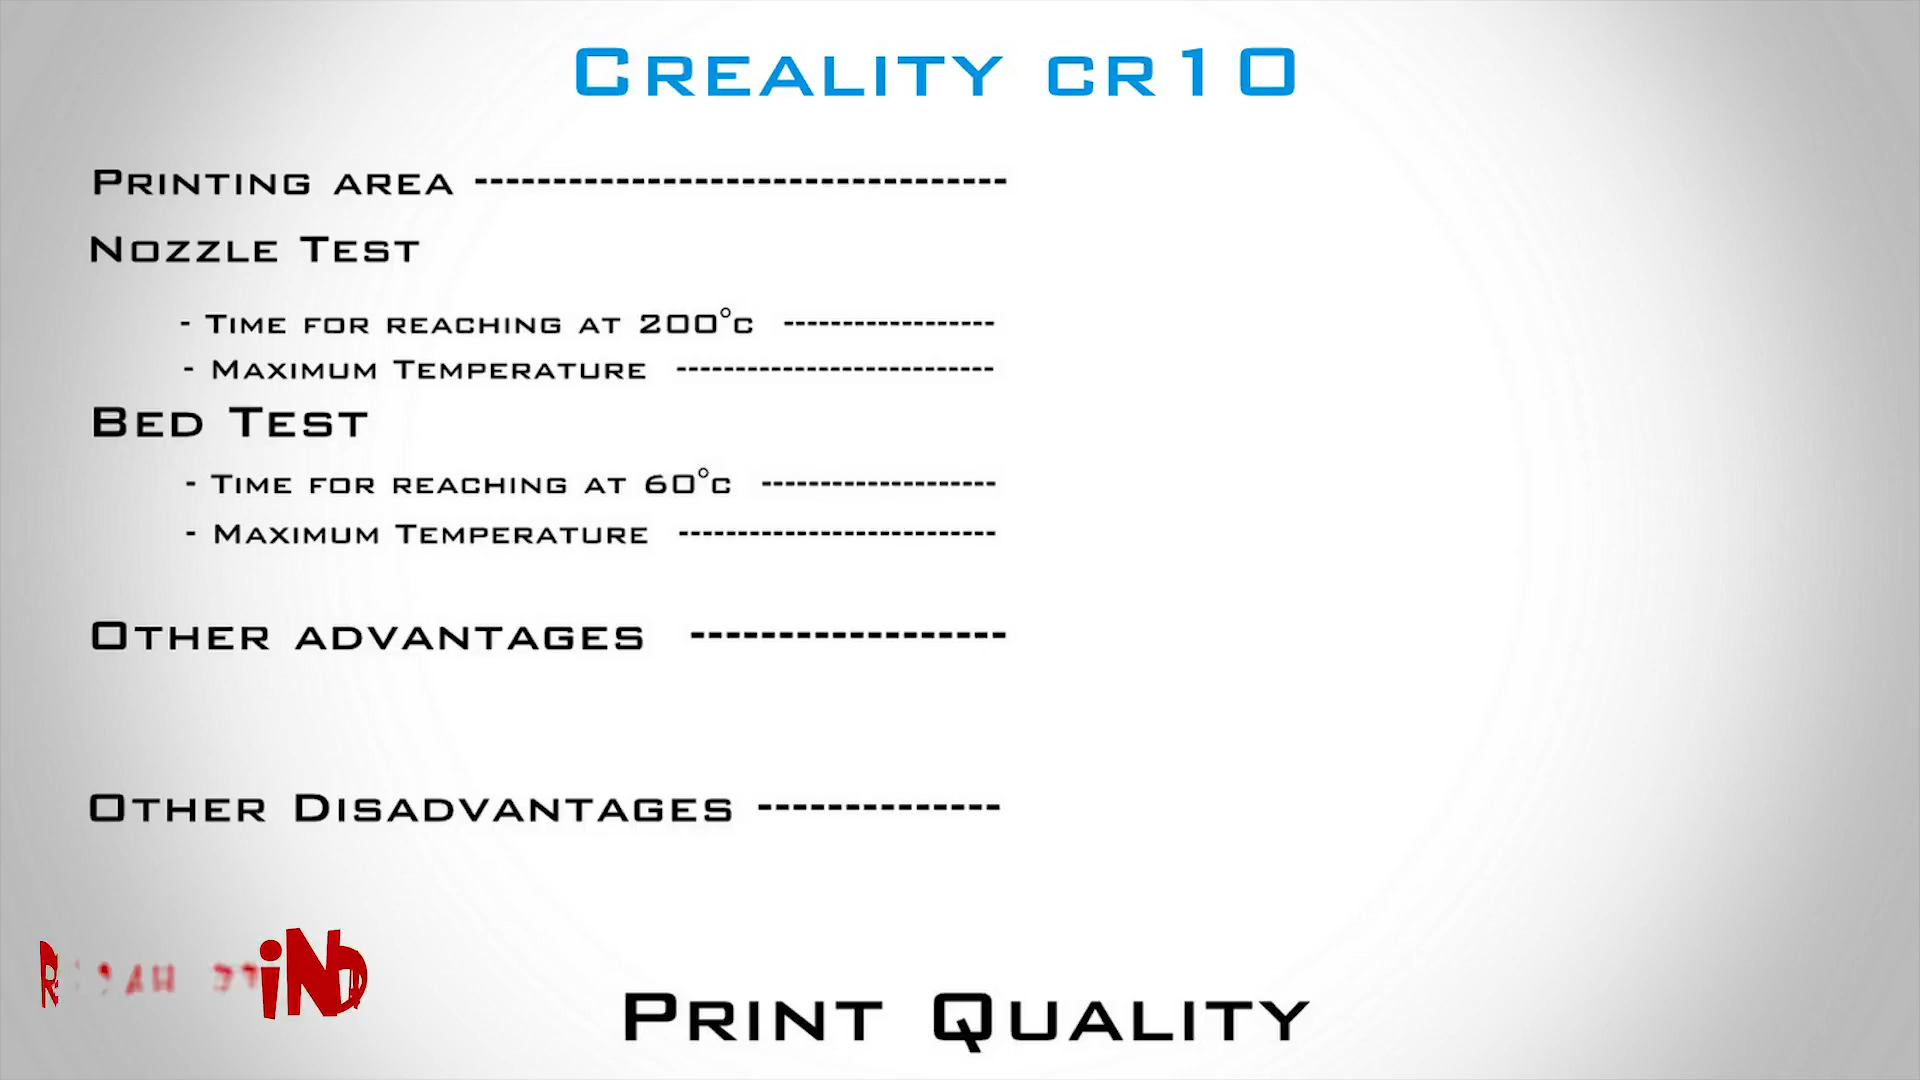 Creality cr10
Printing area ----------------------------------
Nozzle Test
- Time for reaching at 200°c ------------------
- Maximum Temperature ---------------------------
Bed Test
- Time for reaching at 60°c --------------------
- Maximum Temperature ---------------------------
Other advantages ------------------
Other Disadvantages --------------
Print Quality